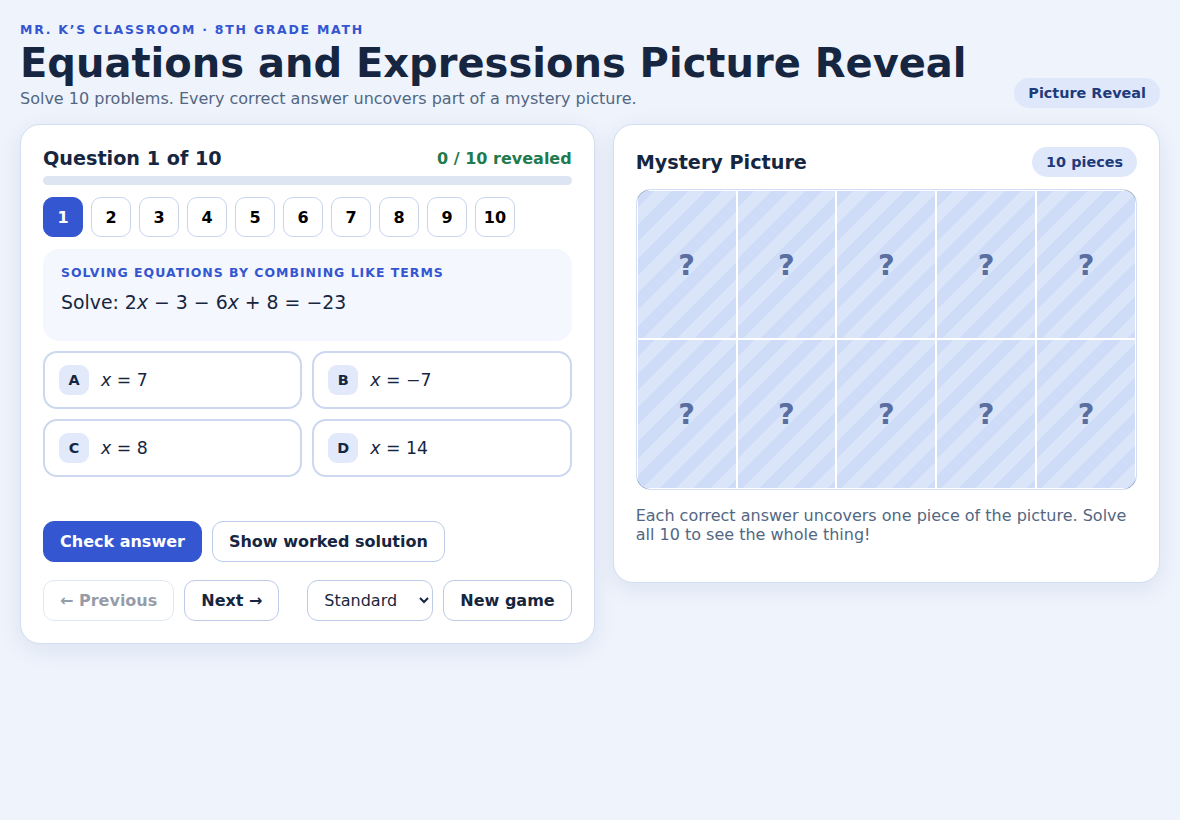 MR. K’S CLASSROOM · 8TH GRADE MATH
Equations and Expressions Picture Reveal
Solve 10 problems. Every correct answer uncovers part of a mystery picture.
Picture Reveal
Question 1 of 10
0 / 10 revealed
1 2 3 4 5 6 7 8 9 10
SOLVING EQUATIONS BY COMBINING LIKE TERMS
Solve: 2x − 3 − 6x + 8 = −23
A x = 7
B x = −7
C x = 8
D x = 14
Check answer
Show worked solution
← Previous
Next →
Standard
New game
Mystery Picture
10 pieces
? ? ? ? ?
? ? ? ? ?
Each correct answer uncovers one piece of the picture. Solve
all 10 to see the whole thing!